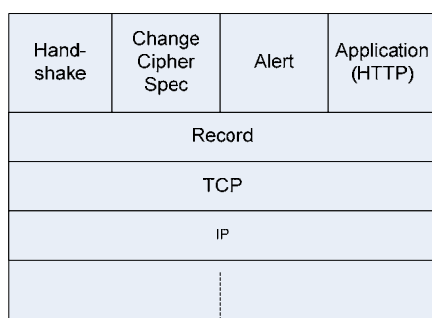 Hand-
shake
Change
Cipher
Spec
Alert
Application
(HTTP)
Record
TCP
IP